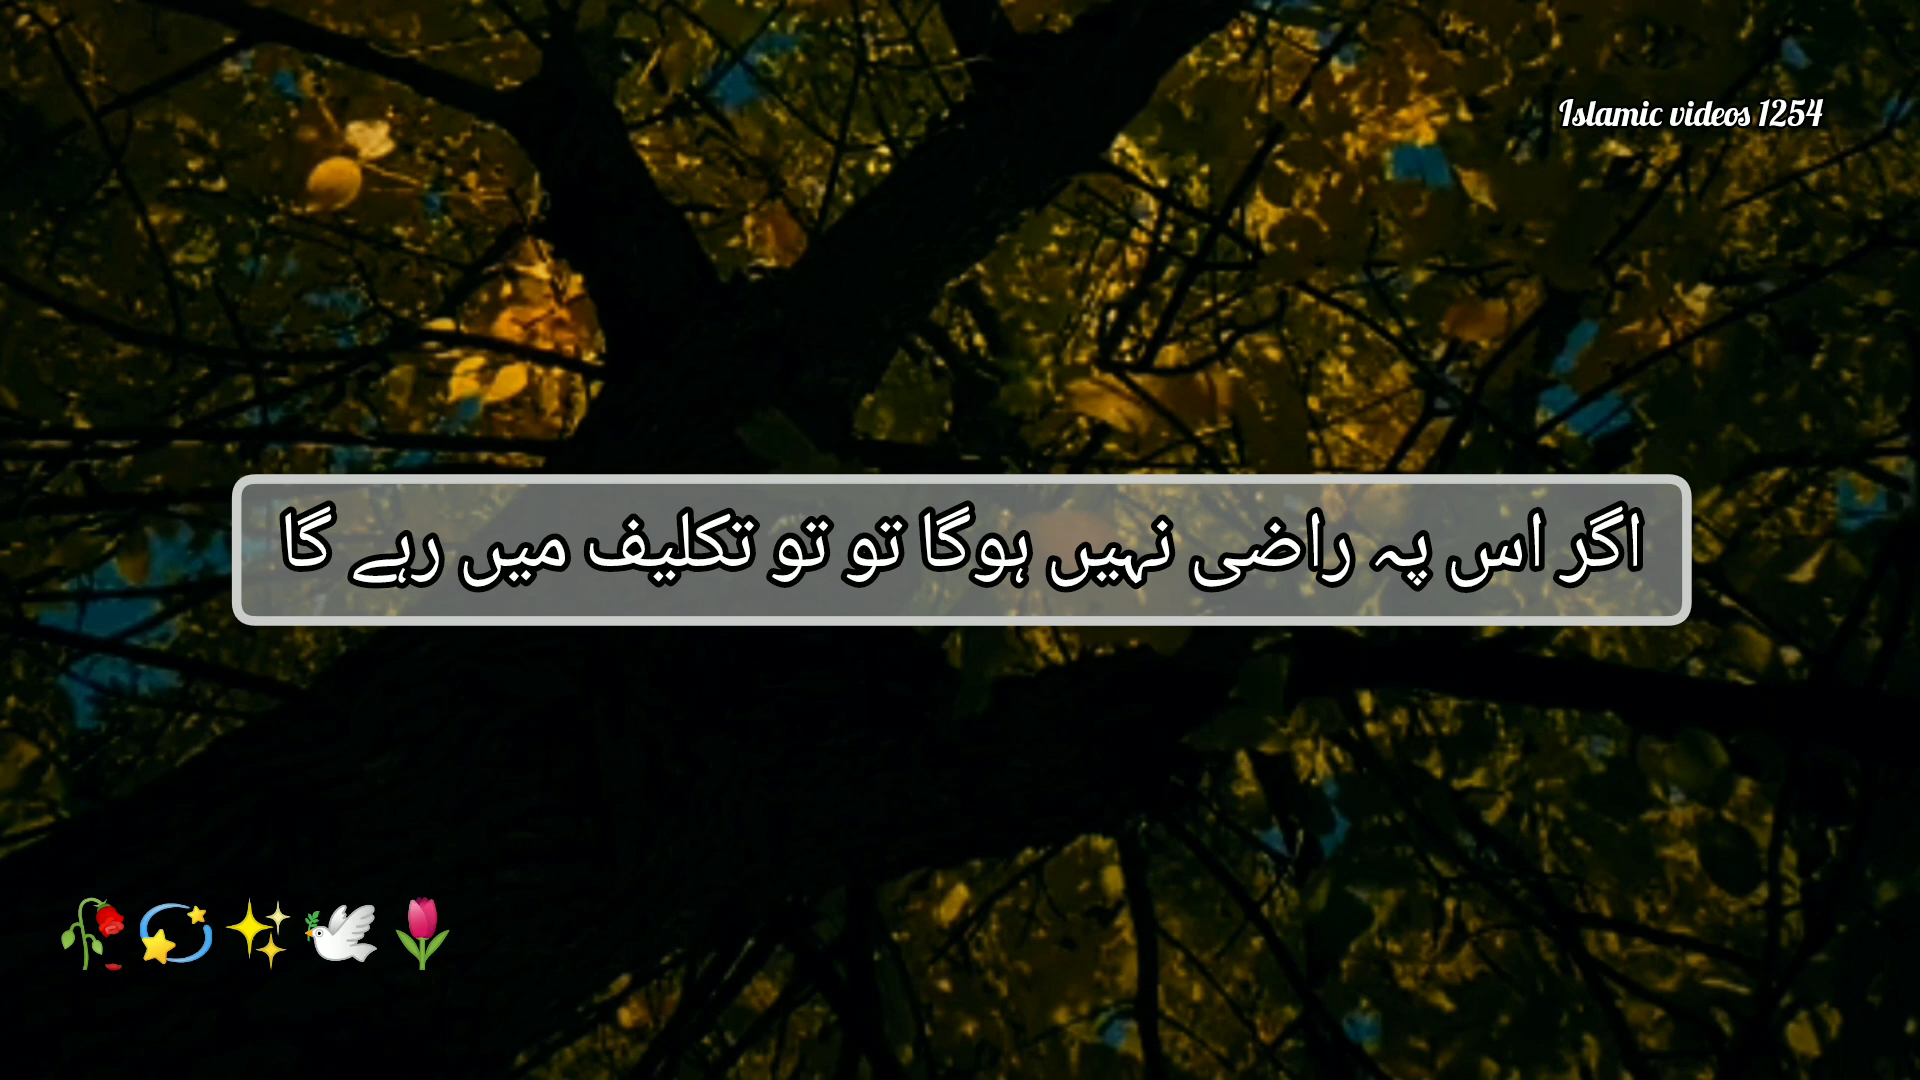 Islamic videos 1254
اگر اس پہ راضی نہیں ہوگا تو تو تکلیف میں رہے گا
🥀💫✨🕊️🌷